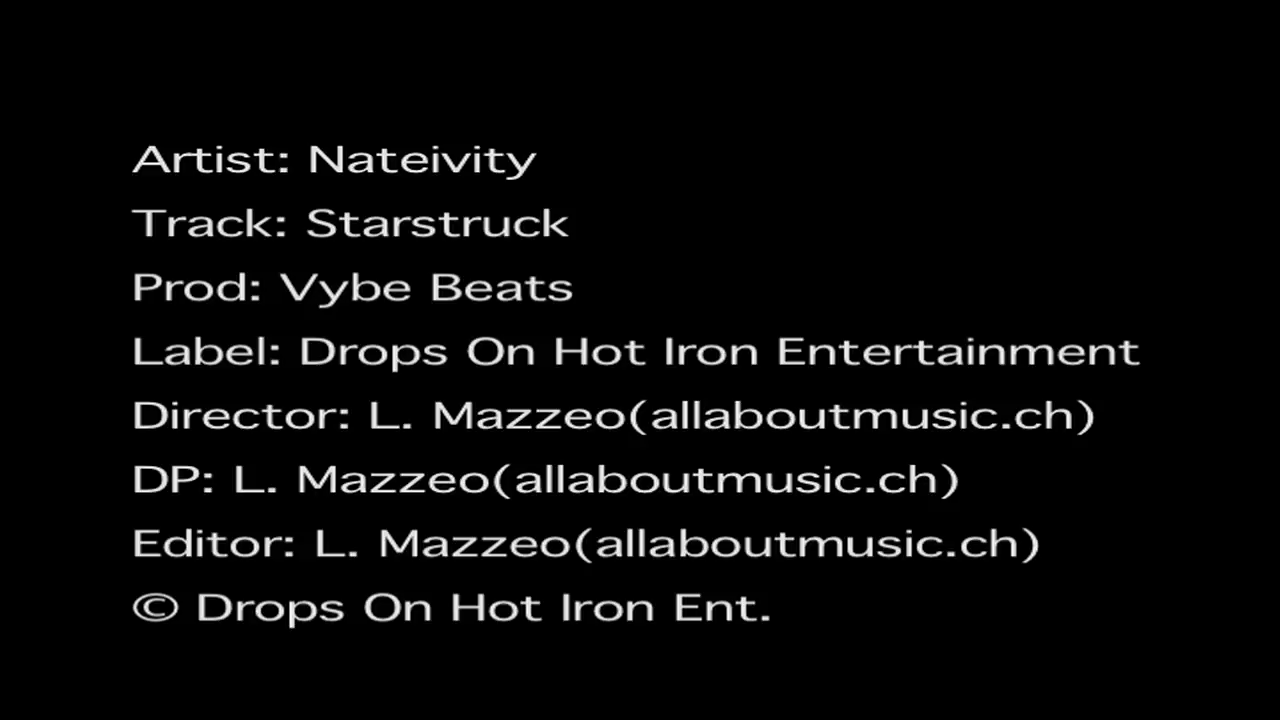 Artist: Nateivity
Track: Starstruck
Prod: Vybe Beats
Label: Drops On Hot Iron Entertainment
Director: L. Mazzeo(allaboutmusic.ch)
DP: L. Mazzeo(allaboutmusic.ch)
Editor: L. Mazzeo(allaboutmusic.ch)
© Drops On Hot Iron Ent.